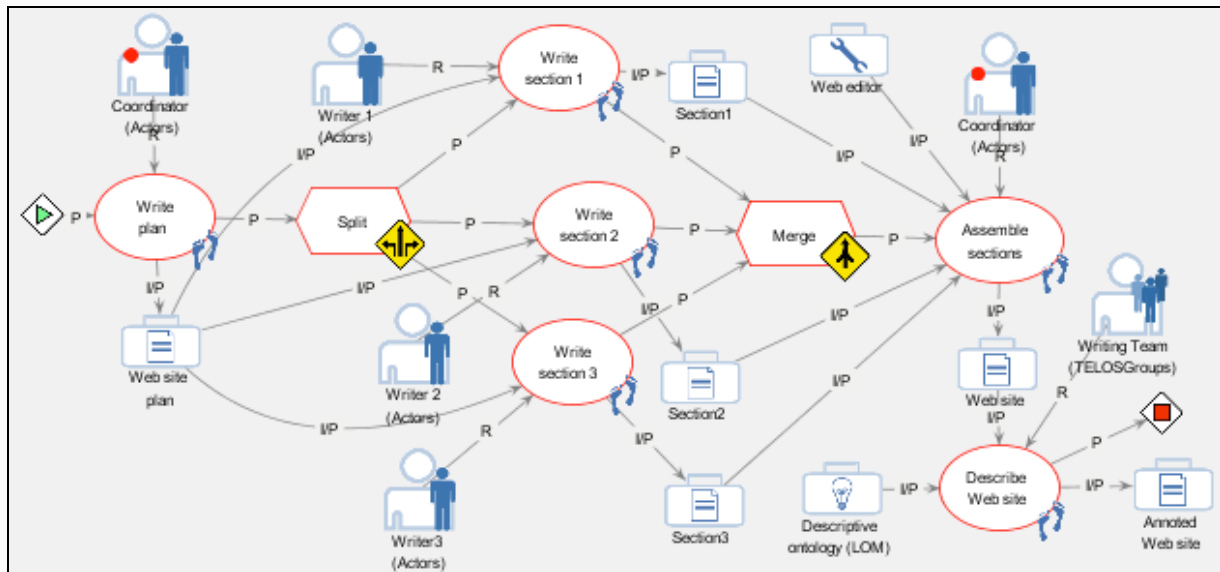 Coordinator
(Actors)
R
Writer 1
(Actors)
R
Write
section 1
I/P
Section1
Web editor
Coordinator
(Actors)
R
I/P
I/P
I/P
P
P
P
Write
plan
P
Split
P
Write
section 2
P
Merge
P
Assemble
sections
I/P
I/P
P
R
I/P
P
I/P
I/P
Web site
plan
Writer 2
(Actors)
Write
section 3
Section2
I/P
Web site
I/P
Writing Team
(TELOSGroups)
R
I/P
R
I/P
P
Writer3
(Actors)
Section3
Descriptive
ontology (LOM)
I/P
Describe
Web site
I/P
Annoted
Web site